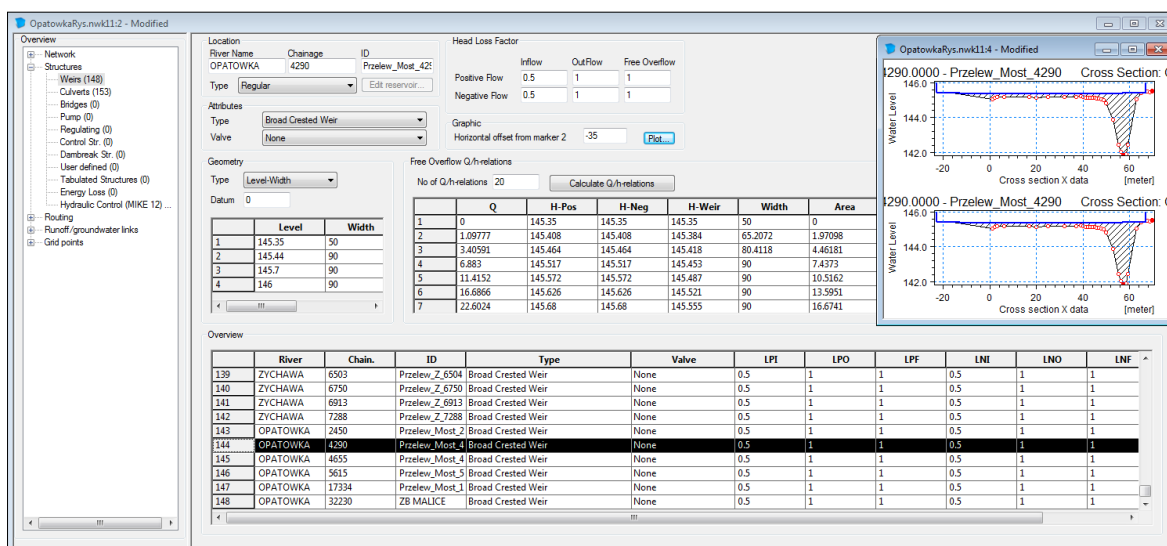 OpatowkaRys.nwk11:2 - Modified
Overview
Network
Structures
Weirs (148)
Culverts (153)
Bridges (0)
Pump (0)
Regulating (0)
Control Str. (0)
Dambreak Str. (0)
User defined (0)
Tabulated Structures (0)
Energy Loss (0)
Hydraulic Control (MIKE 12) ...
Routing
Runoff/groundwater links
Grid points
Location
River Name Chainage ID
OPATOWKA 4290 Przelew_Most_429
Type Regular Edit reservoir...
Attributes
Type Broad Crested Weir
Valve None
Head Loss Factor
Inflow OutFlow Free Overflow
Positive Flow 0.5 1 1
Negative Flow 0.5 1 1
Graphic
Horizontal offset from marker 2 -35 Plot...
Geometry
Type Level-Width
Datum 0
Level Width
1 145.35 50
2 145.44 90
3 145.7 90
4 146 90
Free Overflow Q/h-relations
No of Q/h-relations 20 Calculate Q/h-relations
Q H-Pos H-Neg H-Weir Width Area
1 0 145.35 145.35 145.35 50 0
2 1.09777 145.408 145.408 145.384 65.2072 1.97098
3 3.40591 145.464 145.464 145.418 80.4118 4.46181
4 6.883 145.517 145.517 145.453 90 7.4373
5 11.4152 145.572 145.572 145.487 90 10.5162
6 16.6866 145.626 145.626 145.521 90 13.5951
7 22.6024 145.68 145.68 145.555 90 16.6741
OpatowkaRys.nwk11:4 - Modified
4290.0000 - Przelew_Most_4290 Cross Section:
146.0
144.0
142.0
Water Level
-20 0 20 40 60
Cross section X data [meter]
4290.0000 - Przelew_Most_4290 Cross Section:
146.0
144.0
142.0
Water Level
-20 0 20 40 60
Cross section X data [meter]
Overview
River Chain. ID Type Valve LPI LPO LPF LNI LNO LNF
139 ZYCHAWA 6503 Przelew_Z_6504 Broad Crested Weir None 0.5 1 1 0.5 1 1
140 ZYCHAWA 6750 Przelew_Z_6750 Broad Crested Weir None 0.5 1 1 0.5 1 1
141 ZYCHAWA 6913 Przelew_Z_6913 Broad Crested Weir None 0.5 1 1 0.5 1 1
142 ZYCHAWA 7288 Przelew_Z_7288 Broad Crested Weir None 0.5 1 1 0.5 1 1
143 OPATOWKA 2450 Przelew_Most_2 Broad Crested Weir None 0.5 1 1 0.5 1 1
144 OPATOWKA 4290 Przelew_Most_4 Broad Crested Weir None 0.5 1 1 0.5 1 1
145 OPATOWKA 4655 Przelew_Most_4 Broad Crested Weir None 0.5 1 1 0.5 1 1
146 OPATOWKA 5615 Przelew_Most_5 Broad Crested Weir None 0.5 1 1 0.5 1 1
147 OPATOWKA 17334 Przelew_Most_1 Broad Crested Weir None 0.5 1 1 0.5 1 1
148 OPATOWKA 32230 ZB MALICE Broad Crested Weir None 0.5 1 1 0.5 1 1